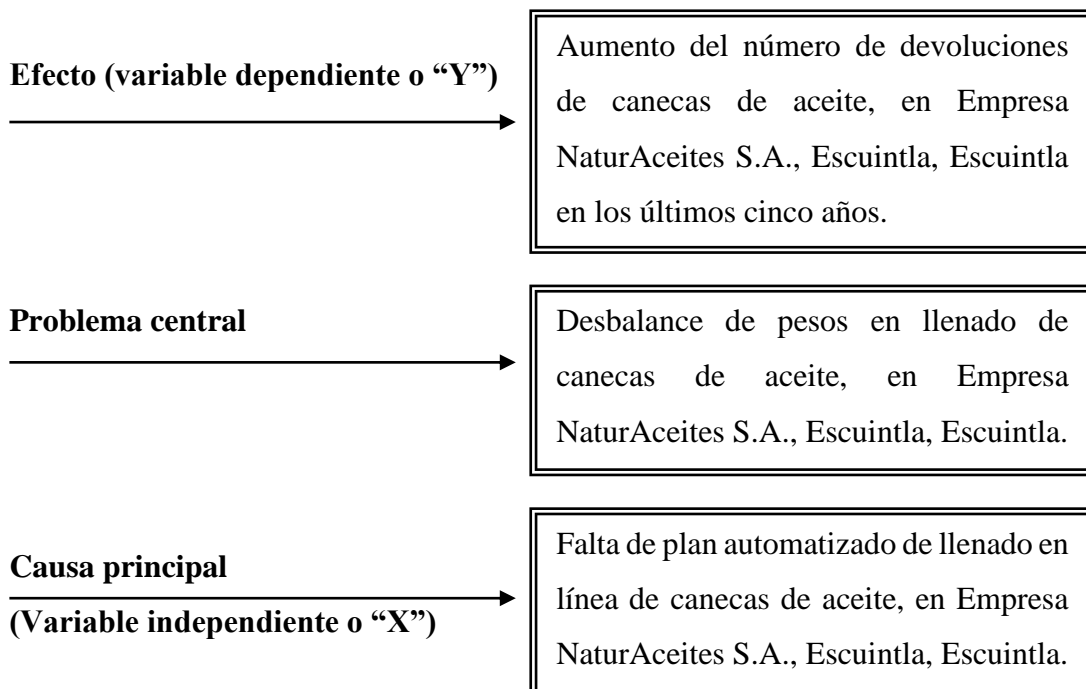 Efecto (variable dependiente o “Y”)
Aumento del número de devoluciones
de canecas de aceite, en Empresa
NaturAceites S.A., Escuintla, Escuintla
en los últimos cinco años.
Problema central
Desbalance de pesos en llenado de
canecas de aceite, en Empresa
NaturAceites S.A., Escuintla, Escuintla.
Causa principal
(Variable independiente o “X”)
Falta de plan automatizado de llenado en
línea de canecas de aceite, en Empresa
NaturAceites S.A., Escuintla, Escuintla.